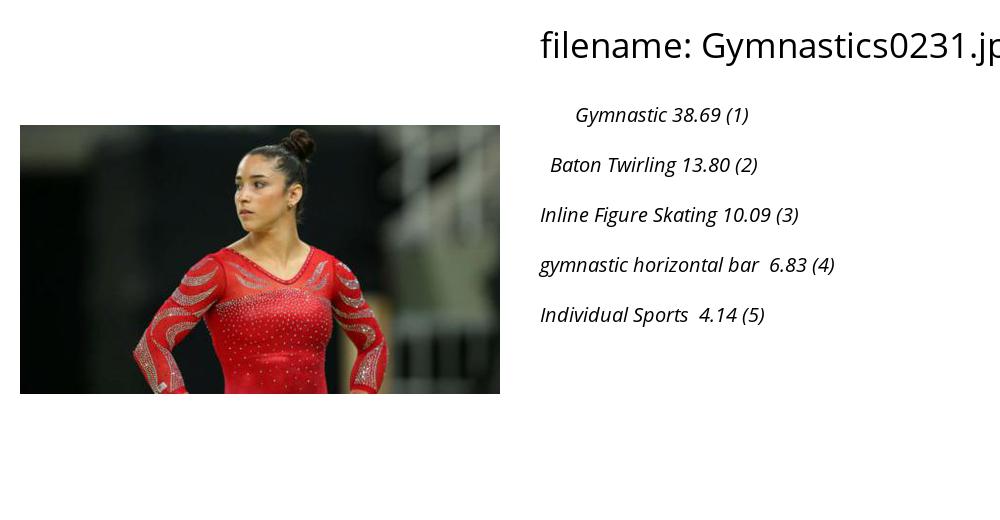 filename: Gymnastics0231.jp
Gymnastic 38.69 (1)
Baton Twirling 13.80 (2)
Inline Figure Skating 10.09 (3)
gymnastic horizontal bar 6.83 (4)
Individual Sports 4.14 (5)